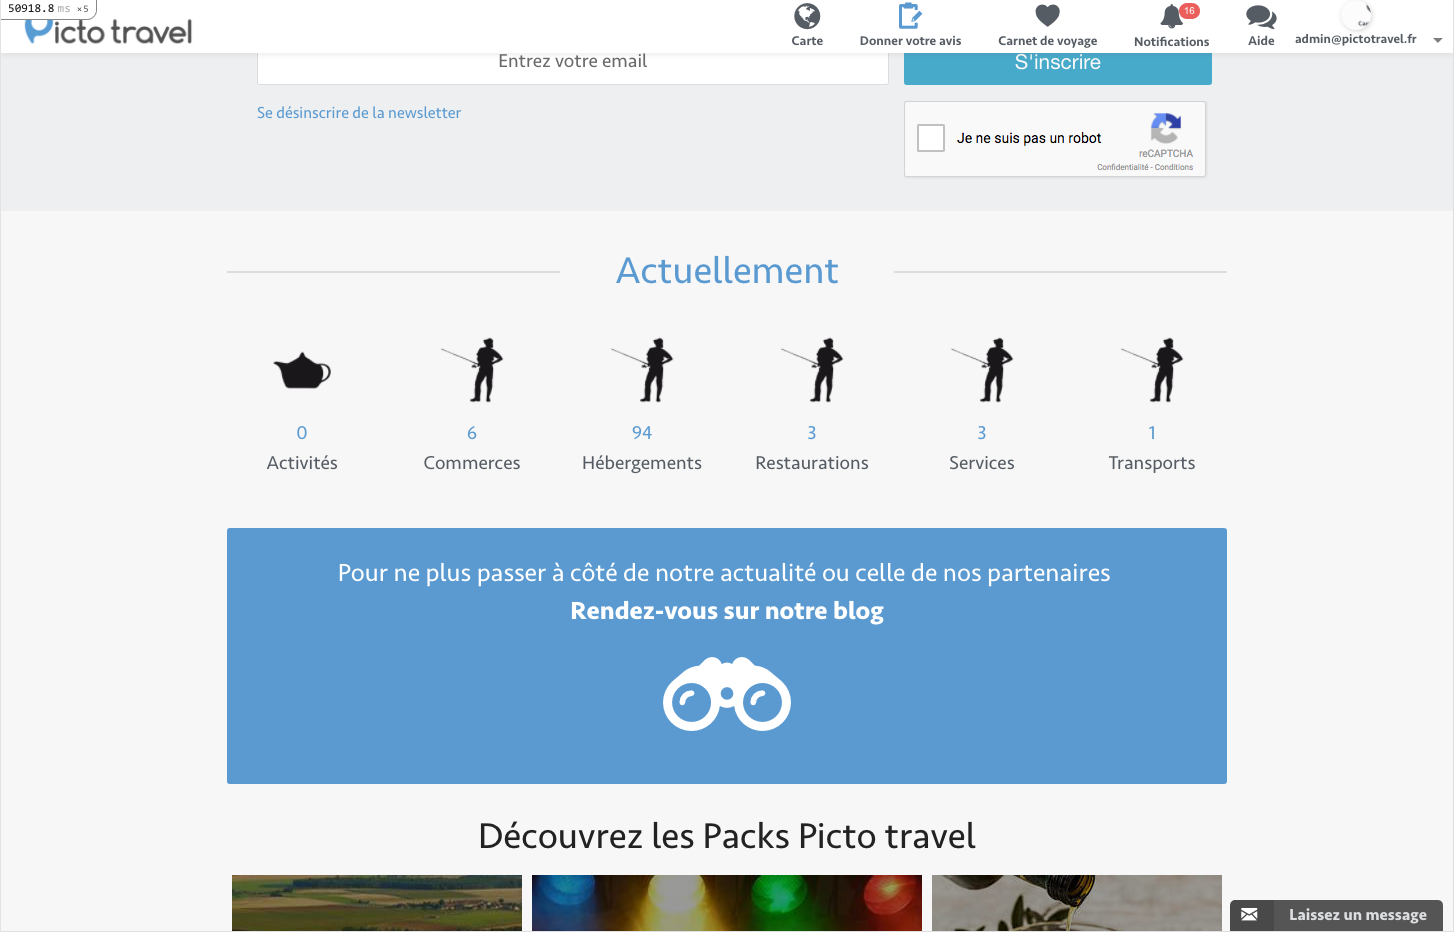 50918.8 ms ×5
Picto travel
Carte
Donner votre avis
Carnet de voyage
16
Notifications
Aide
admin@pictotravel.fr
Entrez votre email
S'inscrire
Se désinscrire de la newsletter
Je ne suis pas un robot
reCAPTCHA
Confidentialité - Conditions
Actuellement
0
6
94
3
3
1
Activités
Commerces
Hébergements
Restaurations
Services
Transports
Pour ne plus passer à côté de notre actualité ou celle de nos partenaires
Rendez-vous sur notre blog
Découvrez les Packs Picto travel
Laissez un message